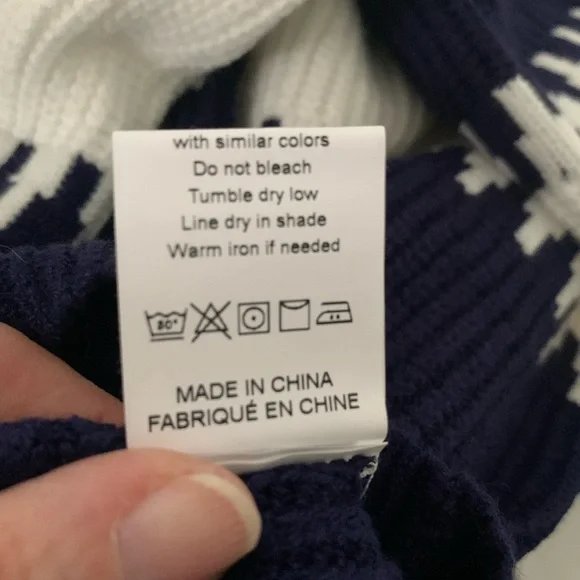 with similar colors
Do not bleach
Tumble dry low
Line dry in shade
Warm iron if needed
30°
MADE IN CHINA
FABRIQUÉ EN CHINE